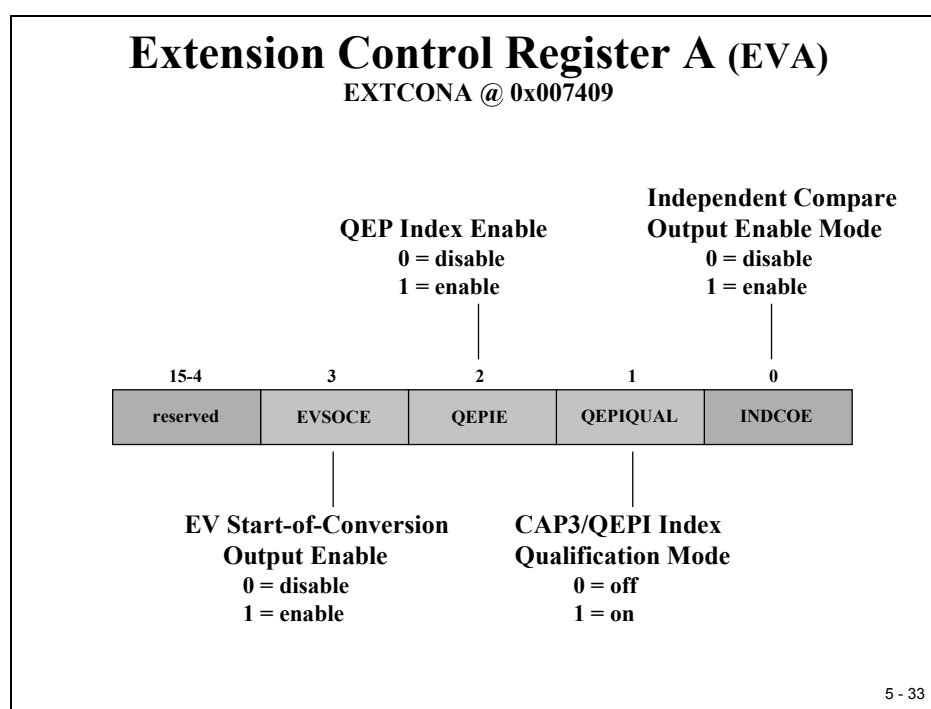 Extension Control Register A (EVA)
EXTCONA @ 0x007409
Independent Compare
Output Enable Mode
0 = disable
1 = enable
QEP Index Enable
0 = disable
1 = enable
15-4 3 2 1 0
reserved EVSOCE QEPIE QEPIQUAL INDCOE
EV Start-of-Conversion
Output Enable
0 = disable
1 = enable
CAP3/QEPI Index
Qualification Mode
0 = off
1 = on
5 - 33